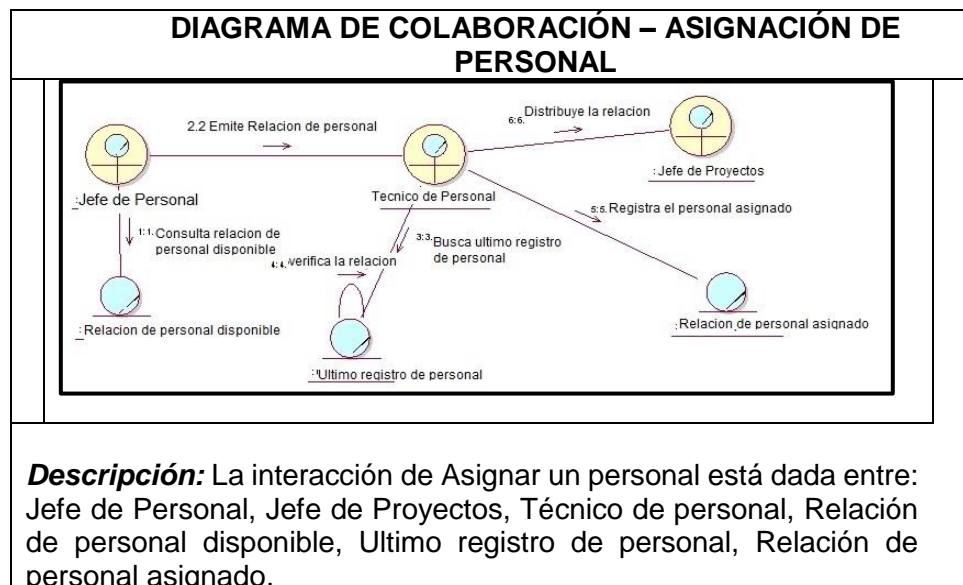 DIAGRAMA DE COLABORACIÓN – ASIGNACIÓN DE
PERSONAL
2.2 Emite Relacion de personal
6:6. Distribuye la relacion
:Jefe de Personal
Tecnico de Personal
:Jefe de Proyectos
1:1. Consulta relacion de
personal disponible
3:3. Busca ultimo registro
de personal
5:5. Registra el personal asignado
4:4. verifica la relacion
:Relacion de personal disponible
:Ultimo registro de personal
:Relacion de personal asignado
Descripción: La interacción de Asignar un personal está dada entre:
Jefe de Personal, Jefe de Proyectos, Técnico de personal, Relación
de personal disponible, Ultimo registro de personal, Relación de
personal asignado.